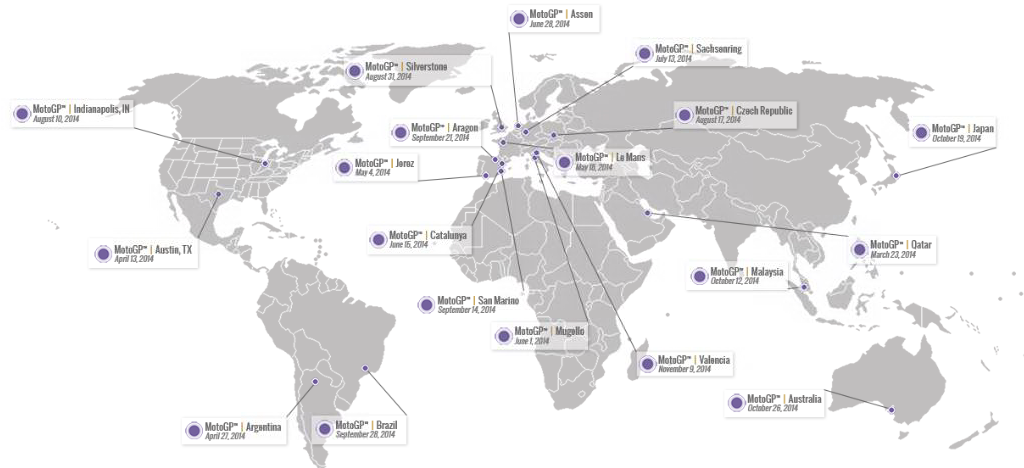 MotoGP™ | Assen
June 28, 2014
MotoGP™ | Sachsenring
July 13, 2014
MotoGP™ | Silverstone
August 31, 2014
MotoGP™ | Indianapolis, IN
August 10, 2014
MotoGP™ | Czech Republic
August 17, 2014
MotoGP™ | Aragon
September 21, 2014
MotoGP™ | Japan
October 19, 2014
MotoGP™ | Jerez
May 4, 2014
MotoGP™ | Le Mans
May 18, 2014
MotoGP™ | Catalunya
June 15, 2014
MotoGP™ | Austin, TX
April 13, 2014
MotoGP™ | Qatar
March 23, 2014
MotoGP™ | Malaysia
October 12, 2014
MotoGP™ | San Marino
September 14, 2014
MotoGP™ | Mugello
June 1, 2014
MotoGP™ | Valencia
November 9, 2014
MotoGP™ | Australia
October 26, 2014
MotoGP™ | Argentina
April 27, 2014
MotoGP™ | Brazil
September 28, 2014